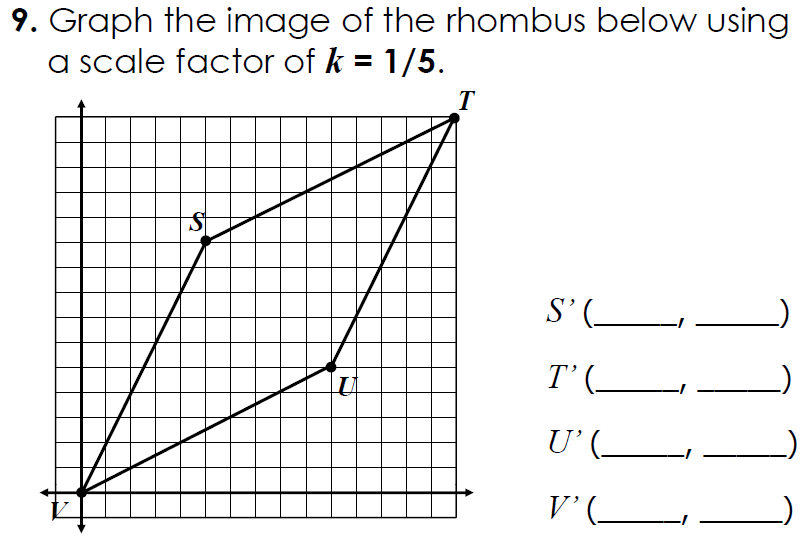 9. Graph the image of the rhombus below using
a scale factor of k = 1/5.
T
S
U
V
S’ (_____, _____)
T’ (_____, _____)
U’ (_____, _____)
V’ (_____, _____)